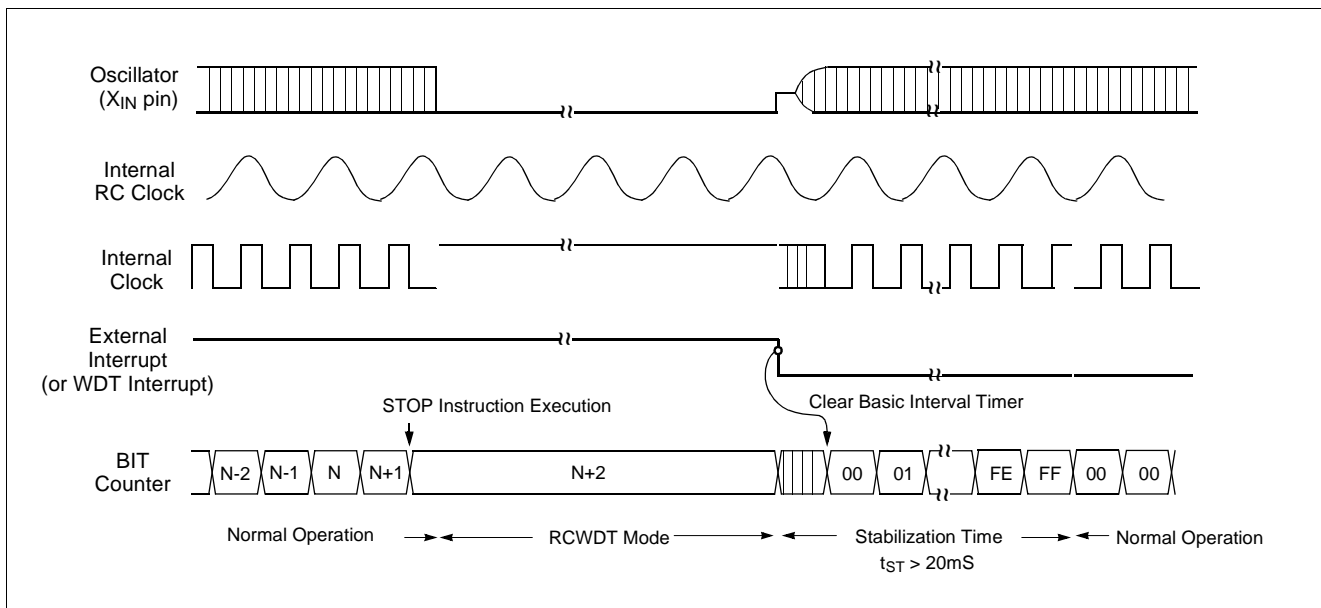 Oscillator
(XIN pin)
Internal
RC Clock
Internal
Clock
External
Interrupt
(or WDT Interrupt)
STOP Instruction Execution
Clear Basic Interval Timer
BIT
Counter
N-2 N-1 N N+1 N+2 00 01 FE FF 00 00
Normal Operation RCWDT Mode Stabilization Time Normal Operation
tST > 20mS